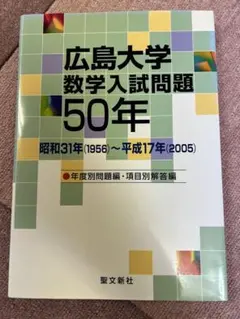 広島大学
数学入試問題
50年
昭和31年(1956)~平成17年(2005)
●年度別問題編・項目別解答編
聖文新社